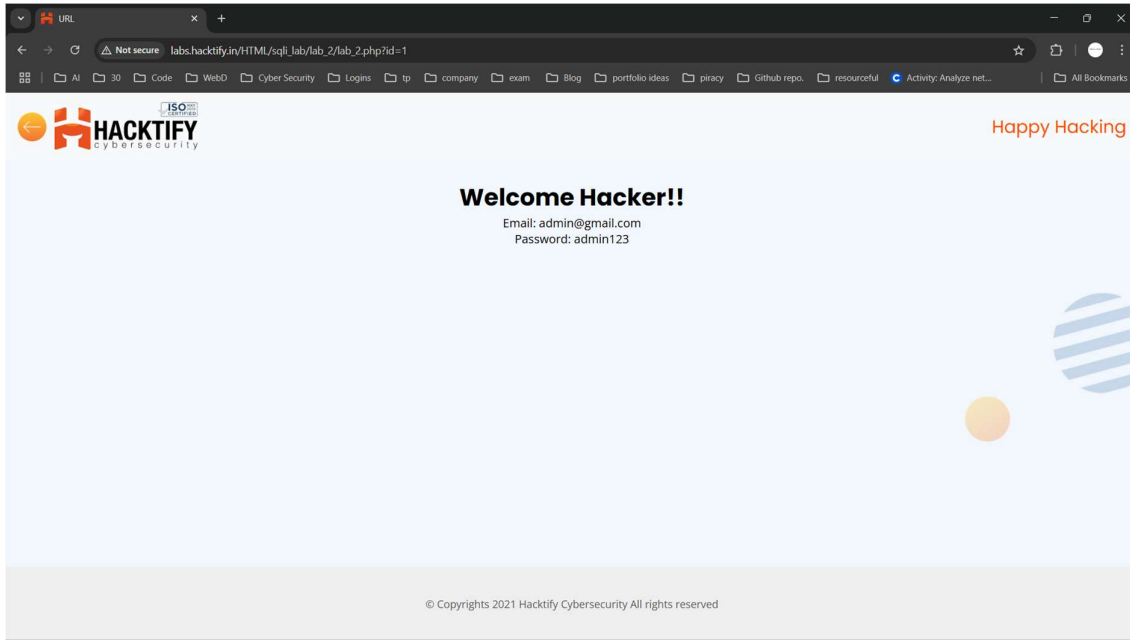 URL
Not secure labs.hacktify.in/HTML/sqli_lab/lab_2/lab_2.php?id=1
AI 30 Code WebD Cyber Security Logins tp company exam Blog portfolio ideas piracy Github repo. resourceful C Activity: Analyze net... All Bookmarks
ISO
CERTIFIED
HACKTIFY
cybersecurity
Happy Hacking
Welcome Hacker!!
Email: admin@gmail.com
Password: admin123
© Copyrights 2021 Hacktify Cybersecurity All rights reserved